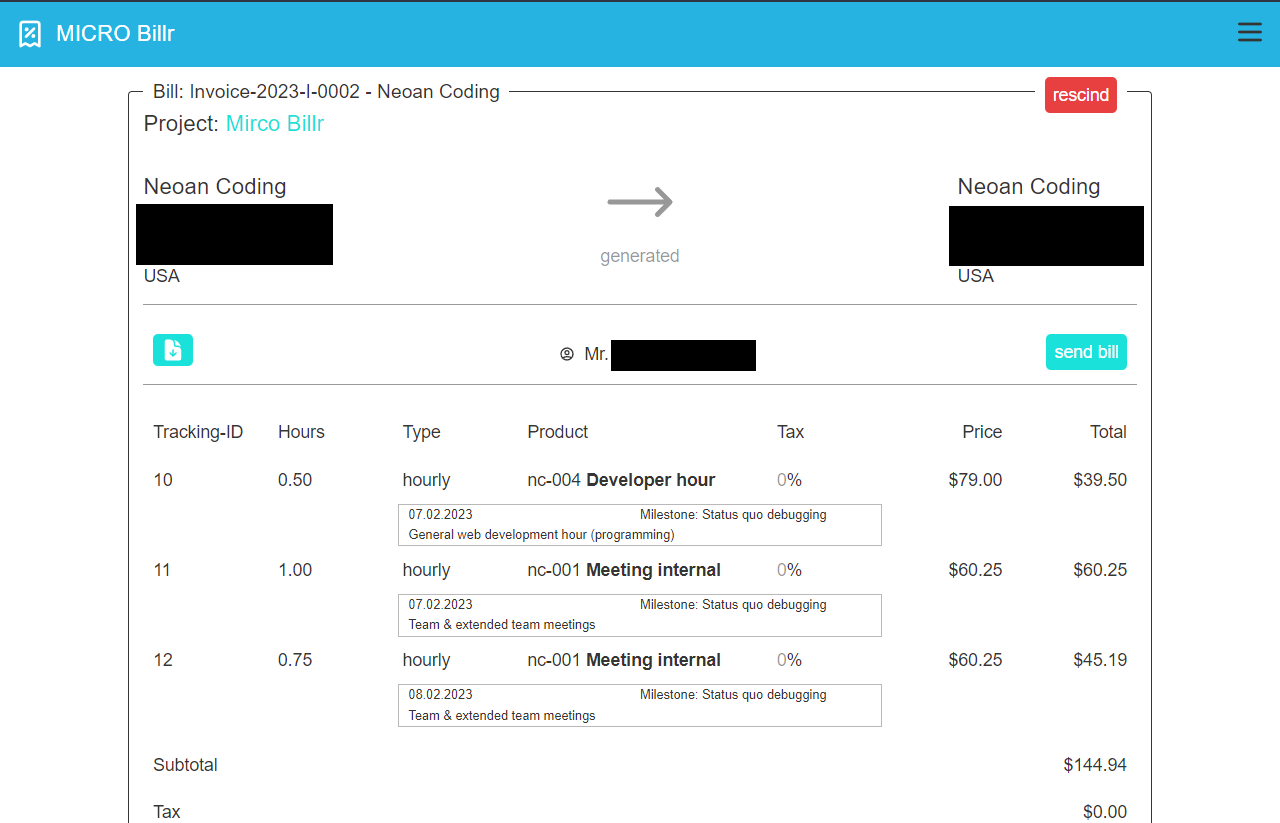 MICRO Billr
Bill: Invoice-2023-I-0002 - Neoan Coding
rescind
Project: Mirco Billr
Neoan Coding
Neoan Coding
generated
USA
USA
Mr.
send bill
Tracking-ID Hours Type Product Tax Price Total
10 0.50 hourly nc-004 Developer hour 0% $79.00 $39.50
07.02.2023 Milestone: Status quo debugging
General web development hour (programming)
11 1.00 hourly nc-001 Meeting internal 0% $60.25 $60.25
07.02.2023 Milestone: Status quo debugging
Team & extended team meetings
12 0.75 hourly nc-001 Meeting internal 0% $60.25 $45.19
08.02.2023 Milestone: Status quo debugging
Team & extended team meetings
Subtotal $144.94
Tax $0.00